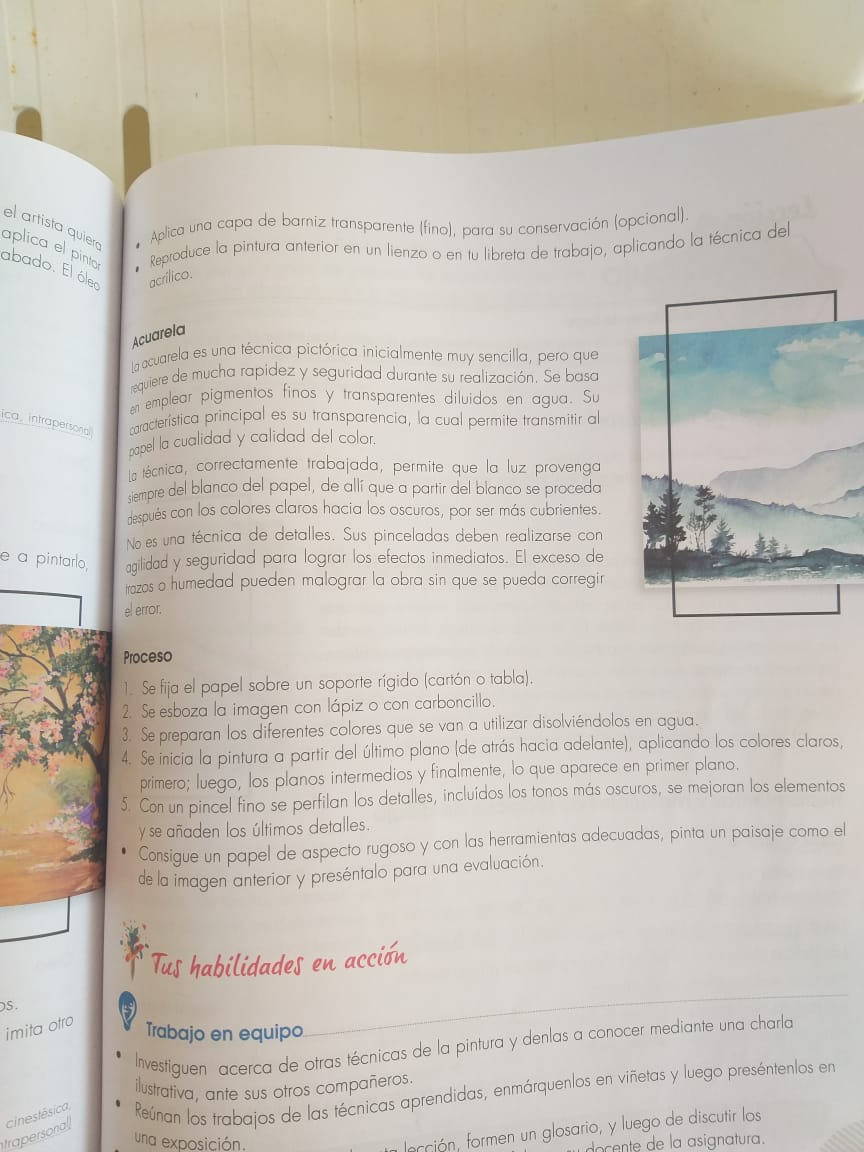 el artista quiera
aplica el pintor
abado. El óleo
ica, intrapersonal)
e a pintarlo,
os.
imita otro
cinestésica,
ntrapersonal)
• Aplica una capa de barniz transparente (fino), para su conservación (opcional).
• Reproduce la pintura anterior en un lienzo o en tu libreta de trabajo, aplicando la técnica del
acrílico.
Acuarela
La acuarela es una técnica pictórica inicialmente muy sencilla, pero que
requiere de mucha rapidez y seguridad durante su realización. Se basa
en emplear pigmentos finos y transparentes diluidos en agua. Su
característica principal es su transparencia, la cual permite transmitir al
papel la cualidad y calidad del color.
La técnica, correctamente trabajada, permite que la luz provenga
siempre del blanco del papel, de allí que a partir del blanco se proceda
después con los colores claros hacia los oscuros, por ser más cubrientes.
No es una técnica de detalles. Sus pinceladas deben realizarse con
agilidad y seguridad para lograr los efectos inmediatos. El exceso de
trazos o humedad pueden malograr la obra sin que se pueda corregir
el error.
Proceso
1. Se fija el papel sobre un soporte rígido (cartón o tabla).
2. Se esboza la imagen con lápiz o con carboncillo.
3. Se preparan los diferentes colores que se van a utilizar disolviéndolos en agua.
4. Se inicia la pintura a partir del último plano (de atrás hacia adelante), aplicando los colores claros,
primero; luego, los planos intermedios y finalmente, lo que aparece en primer plano.
5. Con un pincel fino se perfilan los detalles, incluídos los tonos más oscuros, se mejoran los elementos
y se añaden los últimos detalles.
• Consigue un papel de aspecto rugoso y con las herramientas adecuadas, pinta un paisaje como el
de la imagen anterior y preséntalo para una evaluación.
Tus habilidades en acción
Trabajo en equipo
• Investiguen acerca de otras técnicas de la pintura y denlas a conocer mediante una charla
ilustrativa, ante sus otros compañeros.
• Reúnan los trabajos de las técnicas aprendidas, enmárquenlos en viñetas y luego preséntenlos en
una exposición.
lección, formen un glosario, y luego de discutir los
docente de la asignatura.